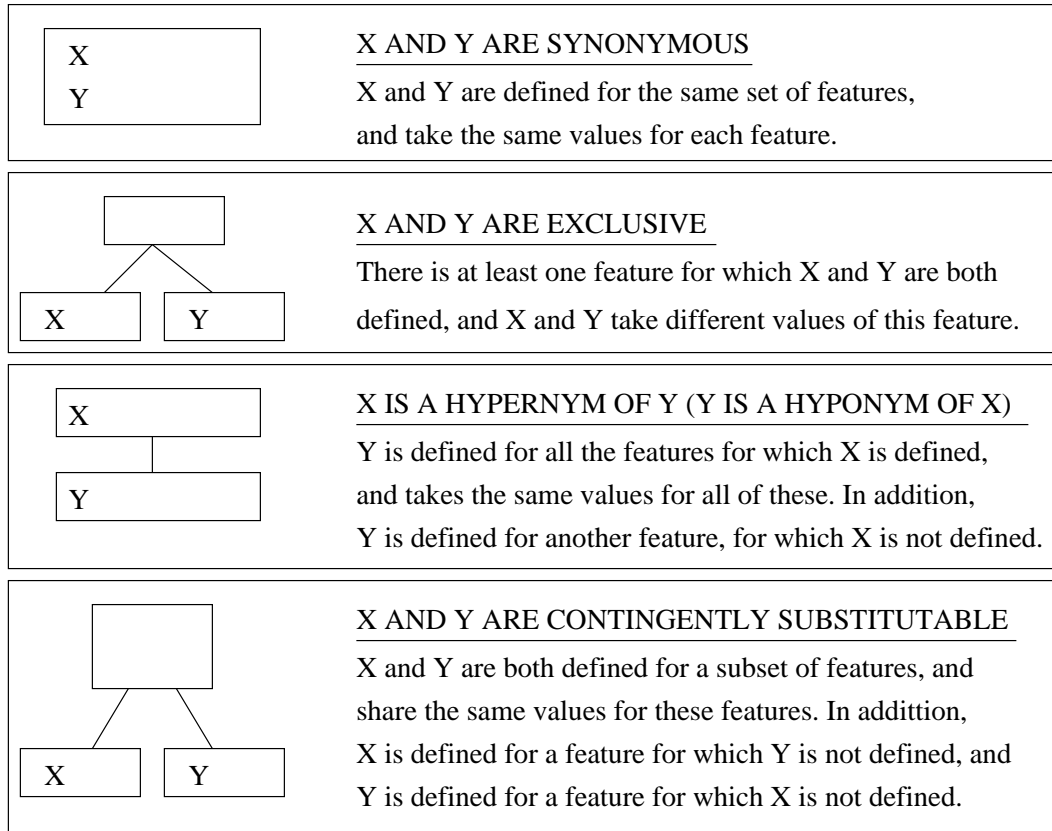 X
Y
X AND Y ARE SYNONYMOUS
X and Y are defined for the same set of features,
and take the same values for each feature.
X
Y
X AND Y ARE EXCLUSIVE
There is at least one feature for which X and Y are both
defined, and X and Y take different values of this feature.
X
Y
X IS A HYPERNYM OF Y (Y IS A HYPONYM OF X)
Y is defined for all the features for which X is defined,
and takes the same values for all of these. In addition,
Y is defined for another feature, for which X is not defined.
X
Y
X AND Y ARE CONTINGENTLY SUBSTITUTABLE
X and Y are both defined for a subset of features, and
share the same values for these features. In addittion,
X is defined for a feature for which Y is not defined, and
Y is defined for a feature for which X is not defined.